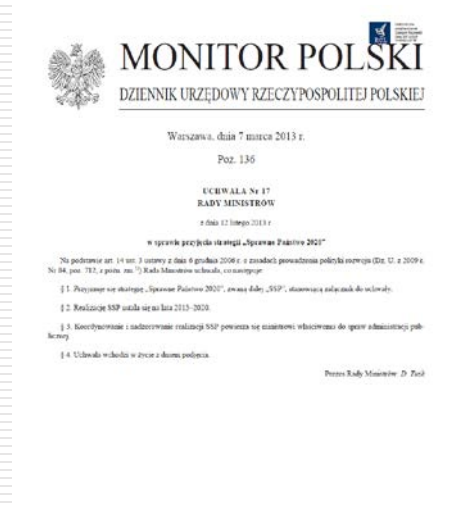 MONITOR POLSKI
DZIENNIK URZĘDOWY RZECZYPOSPOLITEJ POLSKIEJ
Warszawa, dnia 7 marca 2013 r.
Poz. 136
UCHWAŁA Nr 17
RADY MINISTRÓW
z dnia 12 lutego 2013 r.
w sprawie przyjęcia strategii „Sprawne Państwo 2020”
Na podstawie art. 14 ust. 3 ustawy z dnia 6 grudnia 2006 r. o zasadach prowadzenia polityki rozwoju (Dz. U. z 2009 r.
Nr 84, poz. 712, z późn. zm.) Rada Ministrów uchwala, co następuje:
§ 1. Przyjmuje się strategię „Sprawne Państwo 2020”, zwaną dalej „SSP”, stanowiącą załącznik do uchwały.
§ 2. Realizację SSP ustala się na lata 2013–2020.
§ 3. Koordynowanie i nadzorowanie realizacji SSP powierza się ministrowi właściwemu do spraw administracji pub-
licznej.
§ 4. Uchwała wchodzi w życie z dniem podjęcia.
Prezes Rady Ministrów: D. Tusk